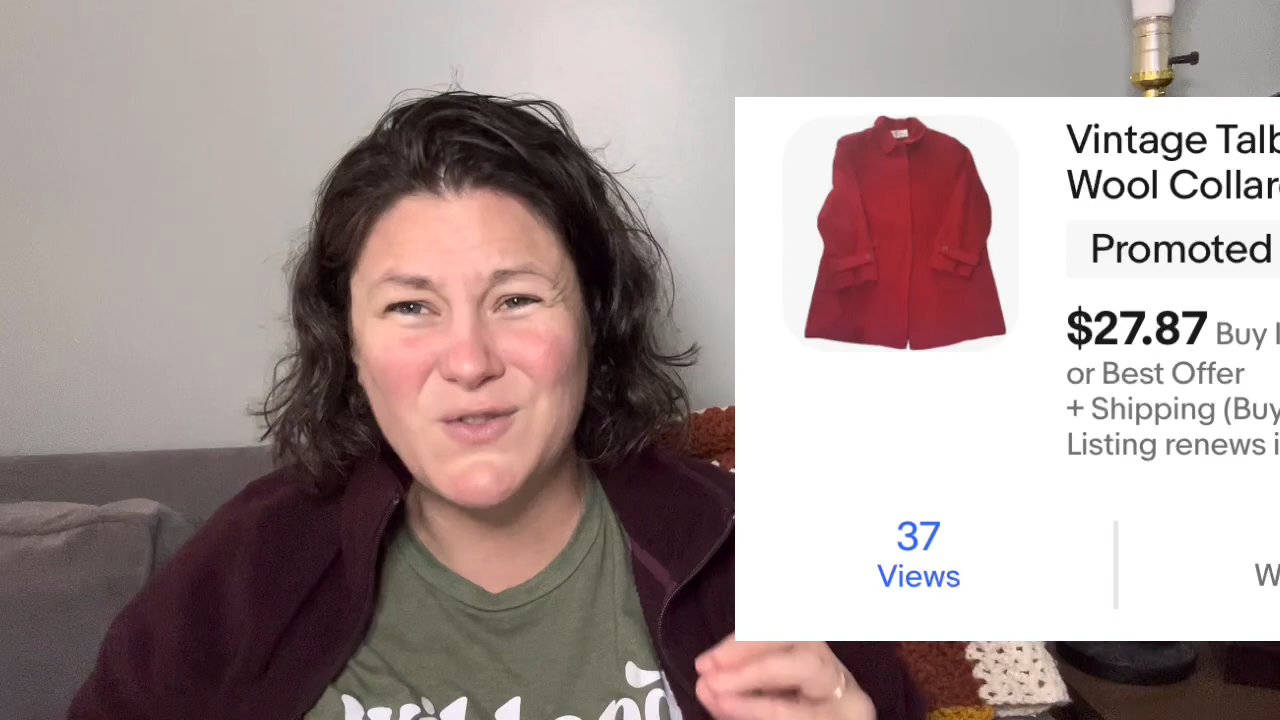 Vintage Talb
Wool Collar
Promoted
$27.87 Buy I
or Best Offer
+ Shipping (Buy
Listing renews i
37
Views
W